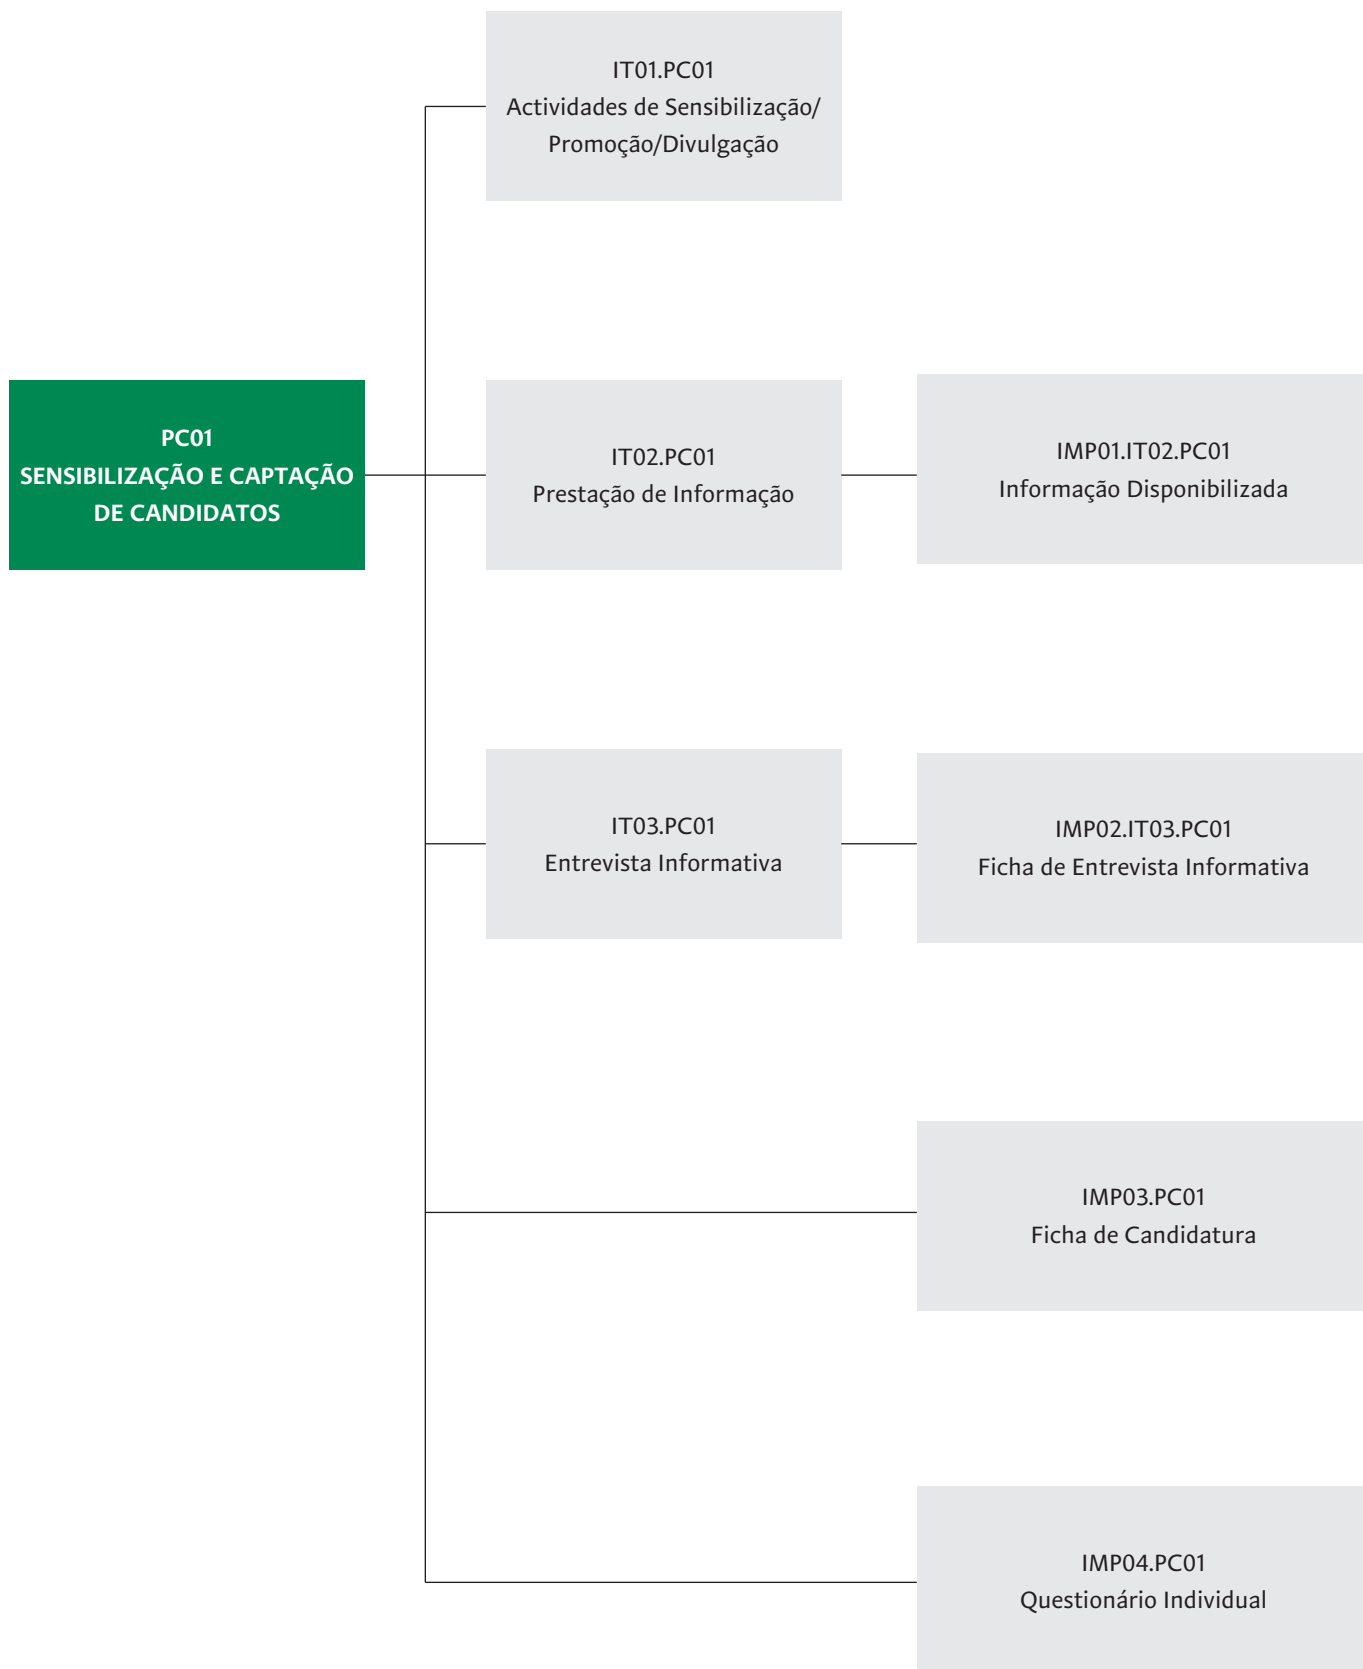 IT01.PC01
Actividades de Sensibilização/
Promoção/Divulgação
PC01
SENSIBILIZAÇÃO E CAPTAÇÃO
DE CANDIDATOS
IT02.PC01
Prestação de Informação
IMP01.IT02.PC01
Informação Disponibilizada
IT03.PC01
Entrevista Informativa
IMP02.IT03.PC01
Ficha de Entrevista Informativa
IMP03.PC01
Ficha de Candidatura
IMP04.PC01
Questionário Individual